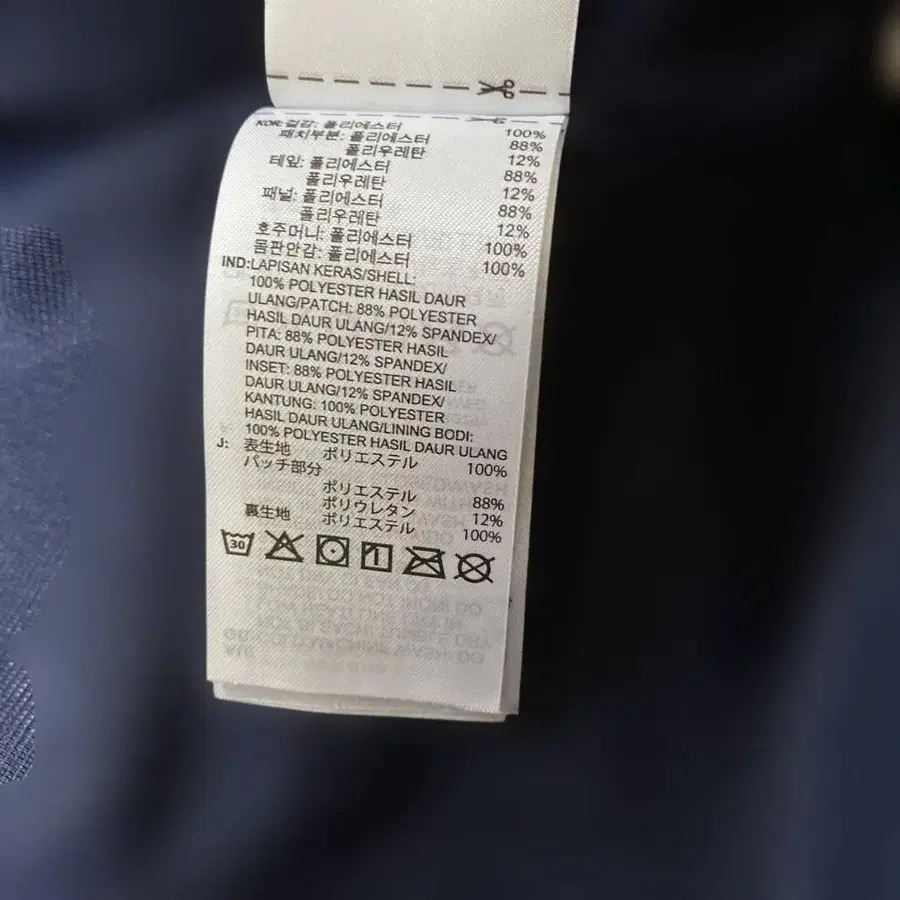 KOR: 겉감: 폴리에스터 100%
패치부분: 폴리에스터 88%
폴리우레탄 12%
테잎: 폴리에스터 88%
폴리우레탄 12%
패널: 폴리에스터 88%
폴리우레탄 12%
호주머니: 폴리에스터 100%
몸판안감: 폴리에스터 100%
IND:LAPISAN KERAS/SHELL:
100% POLYESTER HASIL DAUR
ULANG/PATCH: 88% POLYESTER
HASIL DAUR ULANG/12% SPANDEX/
PITA: 88% POLYESTER HASIL
DAUR ULANG/12% SPANDEX/
INSET: 88% POLYESTER HASIL
DAUR ULANG/12% SPANDEX/
KANTUNG: 100% POLYESTER
HASIL DAUR ULANG/LINING BODI:
100% POLYESTER HASIL DAUR ULANG
J: 表生地 ポリエステル 100%
パッチ部分
ポリエステル 88%
ポリウレタン 12%
裏生地 ポリエステル 100%
30